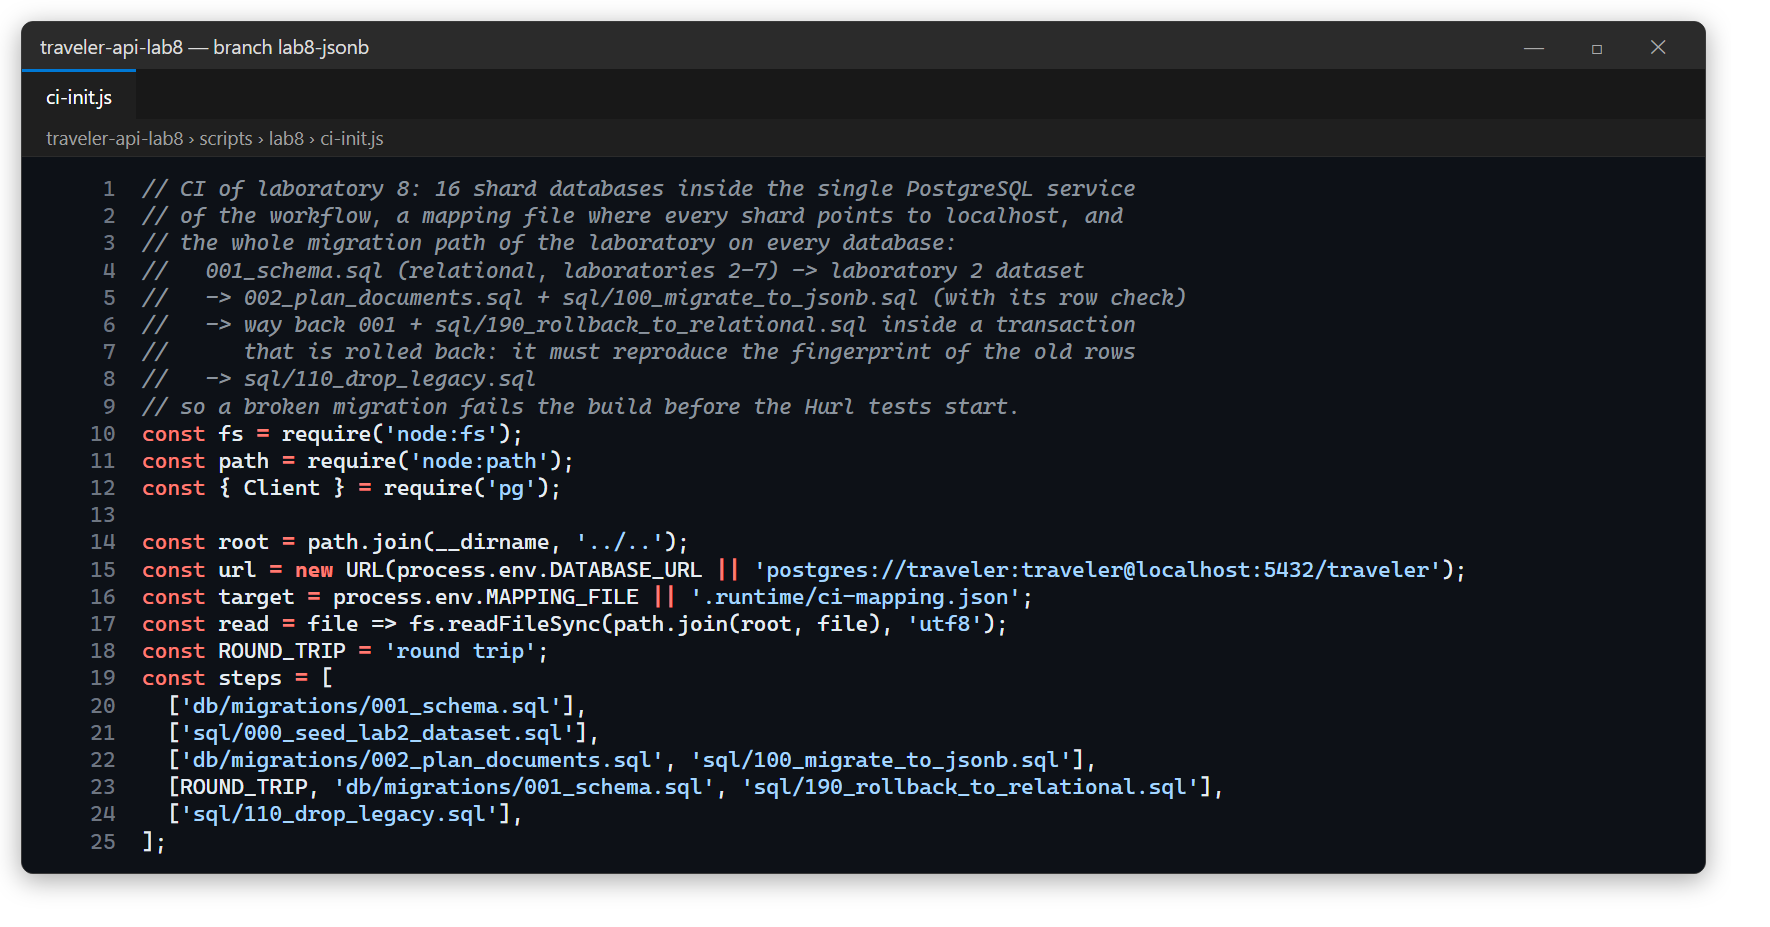 traveler-api-lab8 — branch lab8-jsonb
ci-init.js
traveler-api-lab8 › scripts › lab8 › ci-init.js
1 // CI of laboratory 8: 16 shard databases inside the single PostgreSQL service
2 // of the workflow, a mapping file where every shard points to localhost, and
3 // the whole migration path of the laboratory on every database:
4 //   001_schema.sql (relational, laboratories 2-7) -> laboratory 2 dataset
5 //   -> 002_plan_documents.sql + sql/100_migrate_to_jsonb.sql (with its row check)
6 //   -> way back 001 + sql/190_rollback_to_relational.sql inside a transaction
7 //      that is rolled back: it must reproduce the fingerprint of the old rows
8 //   -> sql/110_drop_legacy.sql
9 // so a broken migration fails the build before the Hurl tests start.
10 const fs = require('node:fs');
11 const path = require('node:path');
12 const { Client } = require('pg');
13
14 const root = path.join(__dirname, '../..');
15 const url = new URL(process.env.DATABASE_URL || 'postgres://traveler:traveler@localhost:5432/traveler');
16 const target = process.env.MAPPING_FILE || '.runtime/ci-mapping.json';
17 const read = file => fs.readFileSync(path.join(root, file), 'utf8');
18 const ROUND_TRIP = 'round trip';
19 const steps = [
20   ['db/migrations/001_schema.sql'],
21   ['sql/000_seed_lab2_dataset.sql'],
22   ['db/migrations/002_plan_documents.sql', 'sql/100_migrate_to_jsonb.sql'],
23   [ROUND_TRIP, 'db/migrations/001_schema.sql', 'sql/190_rollback_to_relational.sql'],
24   ['sql/110_drop_legacy.sql'],
25 ];